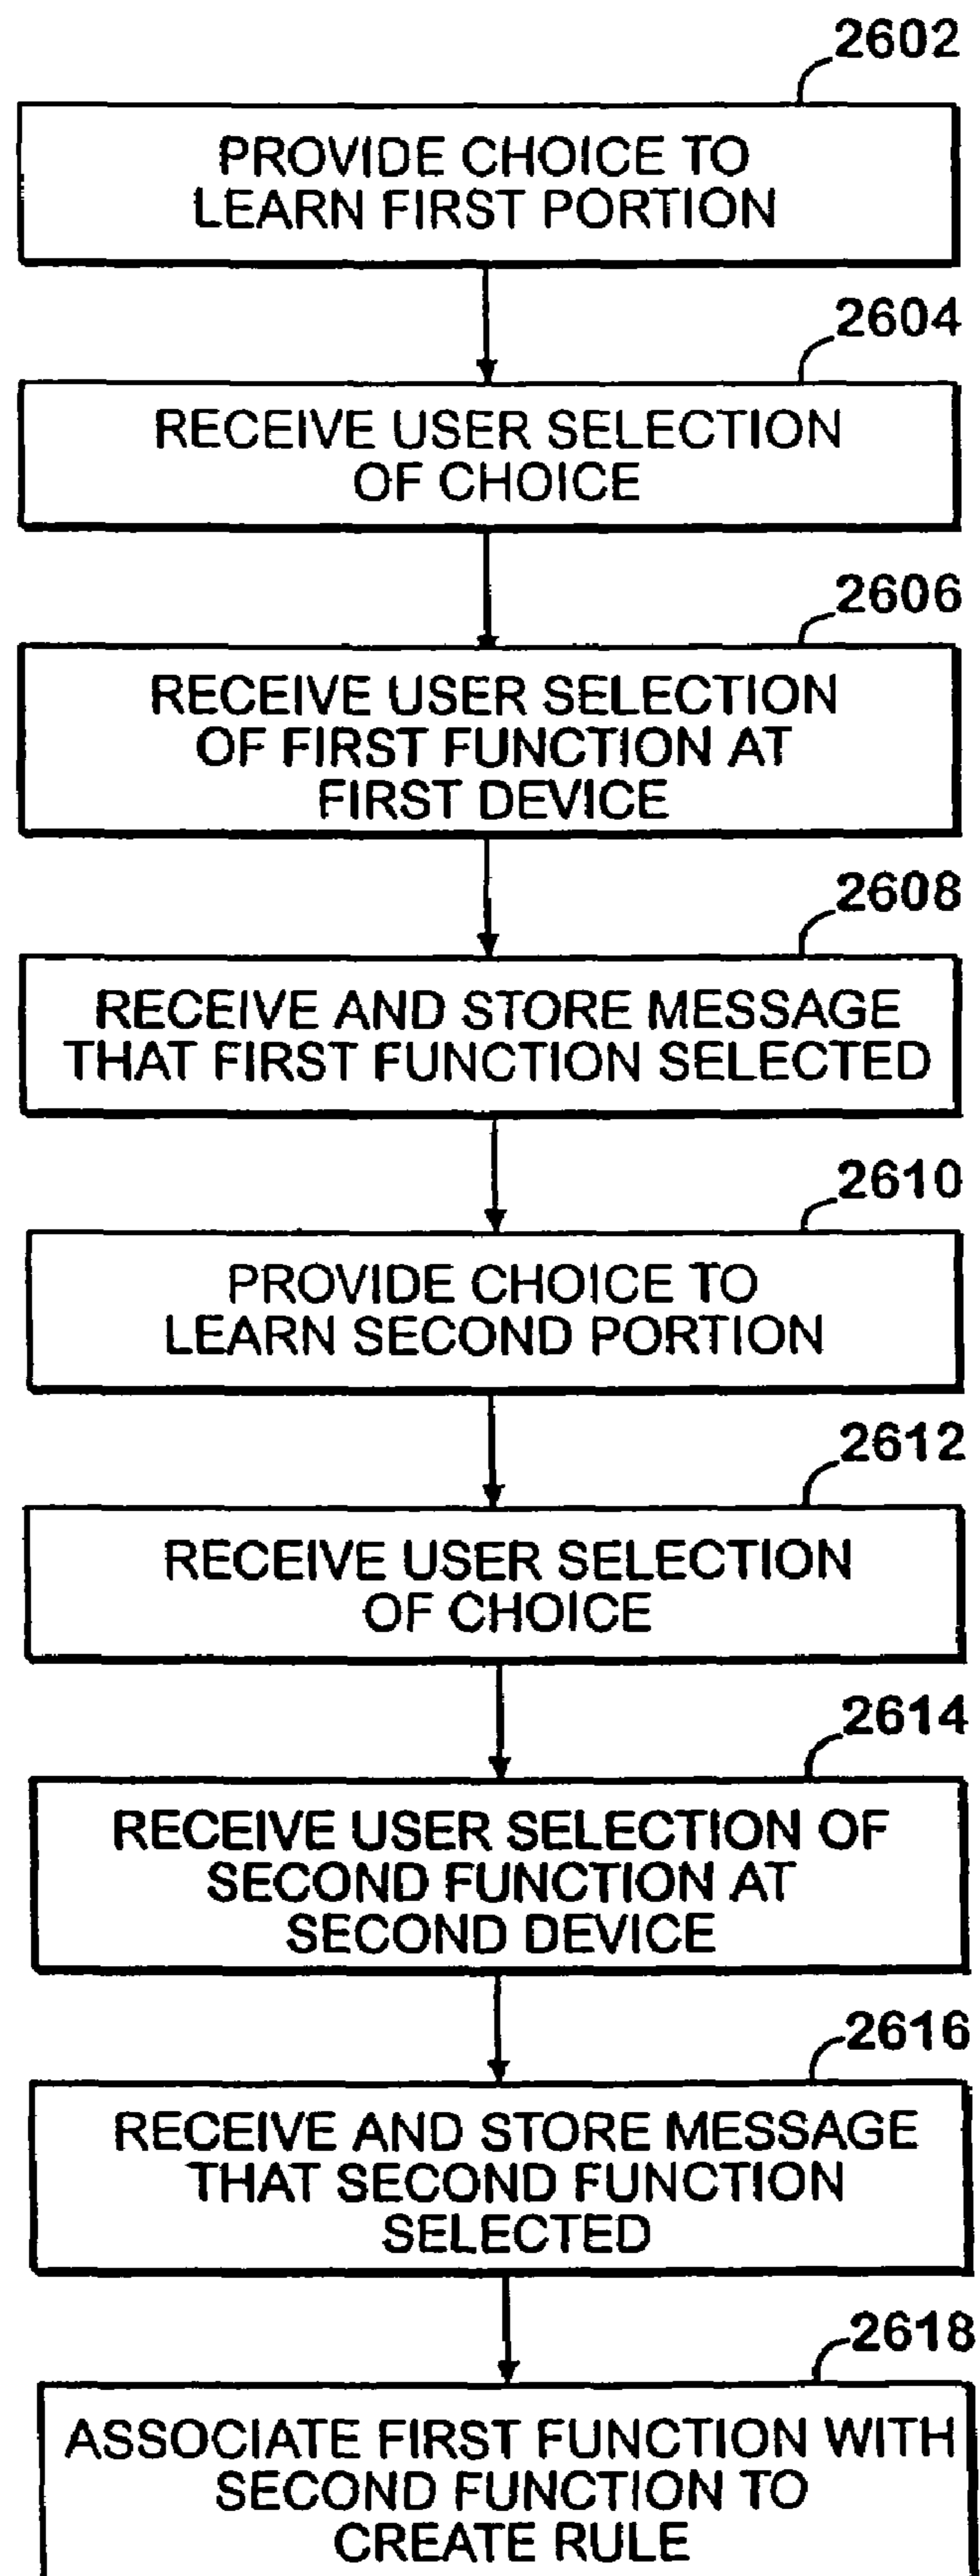 2602
PROVIDE CHOICE TO
LEARN FIRST PORTION
2604
RECEIVE USER SELECTION
OF CHOICE
2606
RECEIVE USER SELECTION
OF FIRST FUNCTION AT
FIRST DEVICE
2608
RECEIVE AND STORE MESSAGE
THAT FIRST FUNCTION SELECTED
2610
PROVIDE CHOICE TO
LEARN SECOND PORTION
2612
RECEIVE USER SELECTION
OF CHOICE
2614
RECEIVE USER SELECTION OF
SECOND FUNCTION AT
SECOND DEVICE
2616
RECEIVE AND STORE MESSAGE
THAT SECOND FUNCTION
SELECTED
2618
ASSOCIATE FIRST FUNCTION WITH
SECOND FUNCTION TO
CREATE RULE